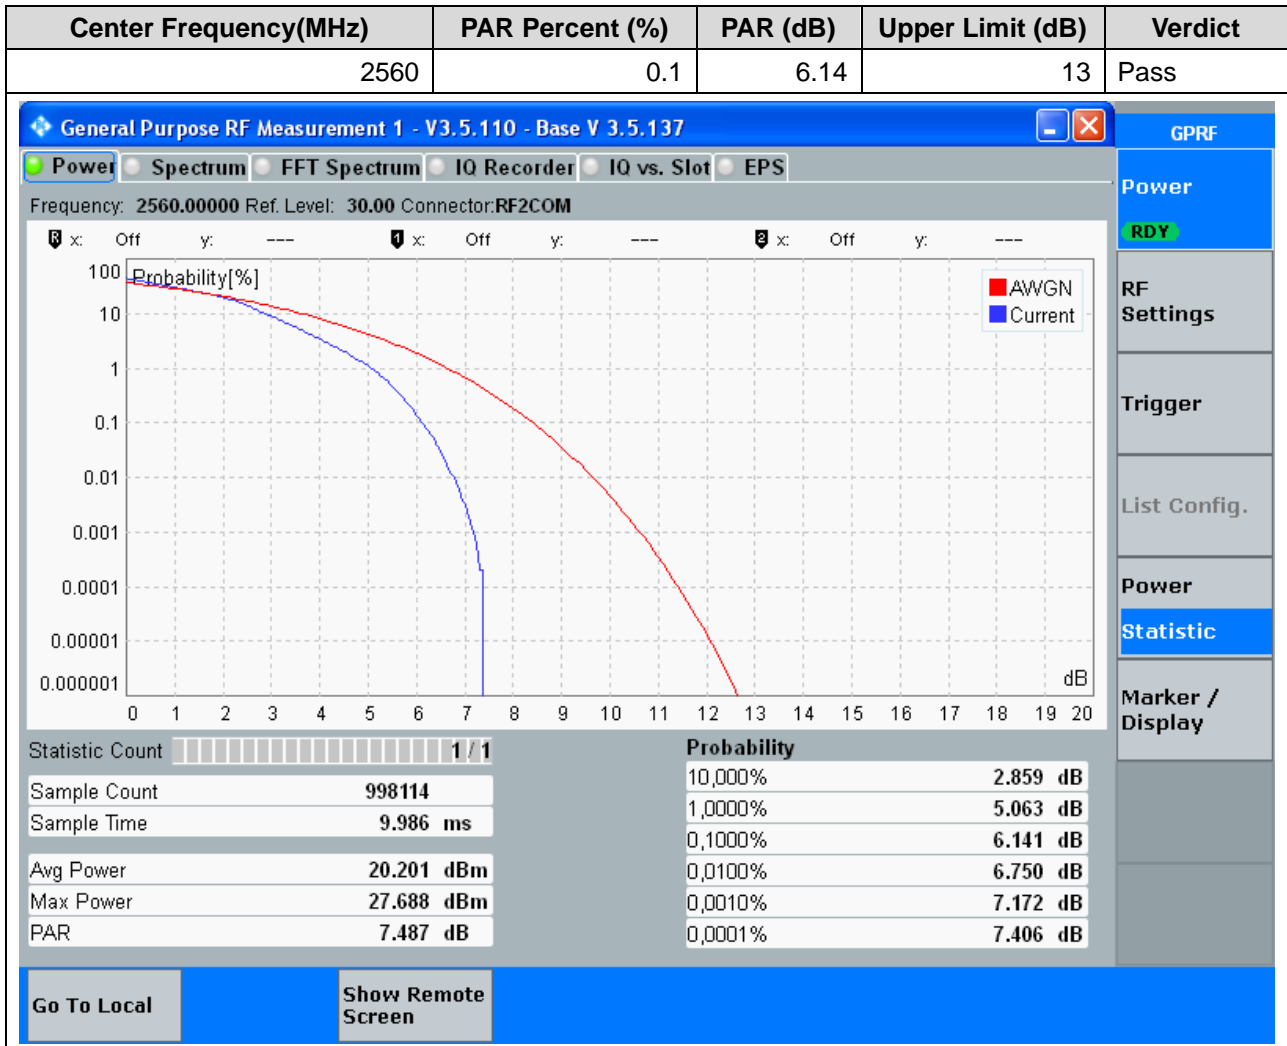 Center Frequency(MHz) PAR Percent (%) PAR (dB) Upper Limit (dB) Verdict
2560 0.1 6.14 13 Pass
General Purpose RF Measurement 1 - V3.5.110 - Base V 3.5.137
GPRF
Power Spectrum FFT Spectrum IQ Recorder IQ vs. Slot EPS
Frequency: 2560.00000 Ref. Level: 30.00 Connector:RF2COM
Power
RDY
R x: Off y: --- 1 x: Off y: --- 2 x: Off y: ---
100 Probability[%]
AWGN
Current
10
1
0.1
0.01
0.001
0.0001
0.00001
0.000001
dB
0 1 2 3 4 5 6 7 8 9 10 11 12 13 14 15 16 17 18 19 20
RF
Settings
Trigger
List Config.
Power
Statistic
Marker /
Display
Statistic Count 1 / 1
Sample Count 998114
Sample Time 9.986 ms
Avg Power 20.201 dBm
Max Power 27.688 dBm
PAR 7.487 dB
Probability
10,000% 2.859 dB
1,0000% 5.063 dB
0,1000% 6.141 dB
0,0100% 6.750 dB
0,0010% 7.172 dB
0,0001% 7.406 dB
Go To Local
Show Remote
Screen